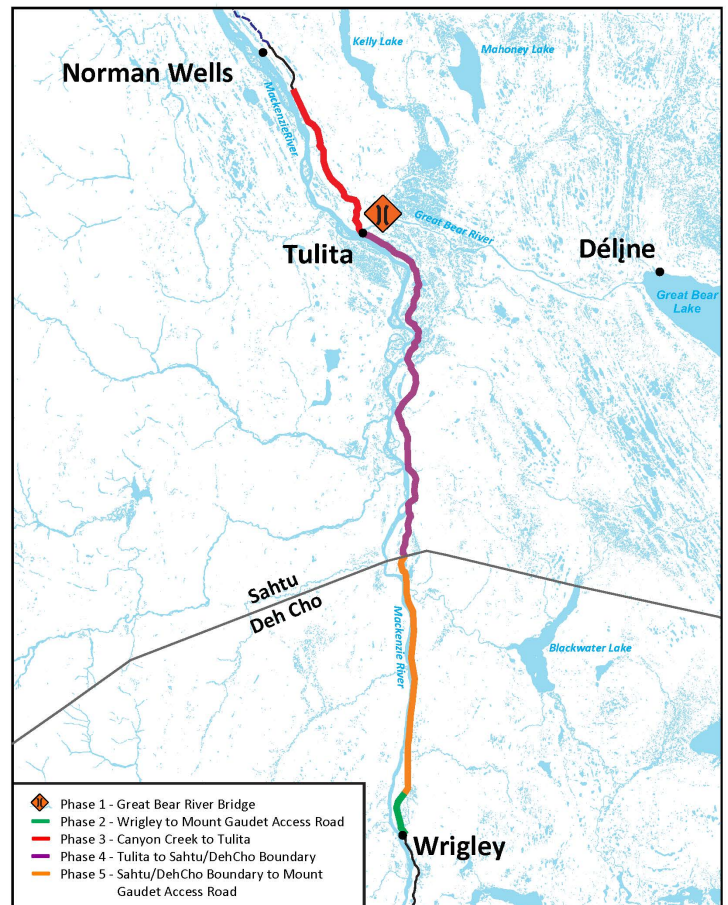 Kelly Lake
Mahoney Lake
Norman Wells
MackenzieRiver
Great Bear River
Tulita
Délı̨ne
Great Bear
Lake
Sahtu
Deh Cho
Mackenzie River
Blackwater Lake
Phase 1 - Great Bear River Bridge
Phase 2 - Wrigley to Mount Gaudet Access Road
Phase 3 - Canyon Creek to Tulita
Phase 4 - Tulita to Sahtu/DehCho Boundary
Phase 5 - Sahtu/DehCho Boundary to Mount
Gaudet Access Road
Wrigley